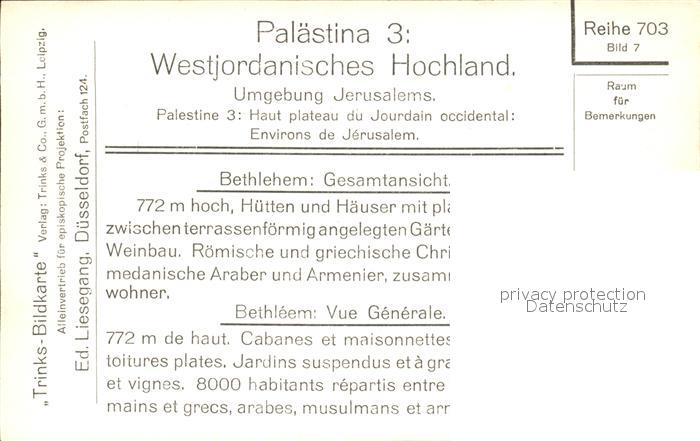 Palästina 3:
Westjordanisches Hochland.
Umgebung Jerusalems.
Palestine 3: Haut plateau du Jourdain occidental:
Environs de Jérusalem.
Reihe 703
Bild 7
Raum
für
Bemerkungen
Bethlehem: Gesamtansicht.
772 m hoch, Hütten und Häuser mit pla
zwischen terrassenförmig angelegten Gärte
Weinbau. Römische und griechische Chri
medanische Araber und Armenier, zusamm
wohner.
Bethléem: Vue Générale.
772 m de haut. Cabanes et maisonnettes
toitures plates. Jardins suspendus et à gra
et vignes. 8000 habitants répartis entre
mains et grecs, arabes, musulmans et arm
„Trinks-Bildkarte“ Verlag: Trinks & Co., G. m. b. H., Leipzig.
Alleinvertrieb für episkopische Projektion:
Ed. Liesegang, Düsseldorf, Postfach 124.
privacy protection
Datenschutz